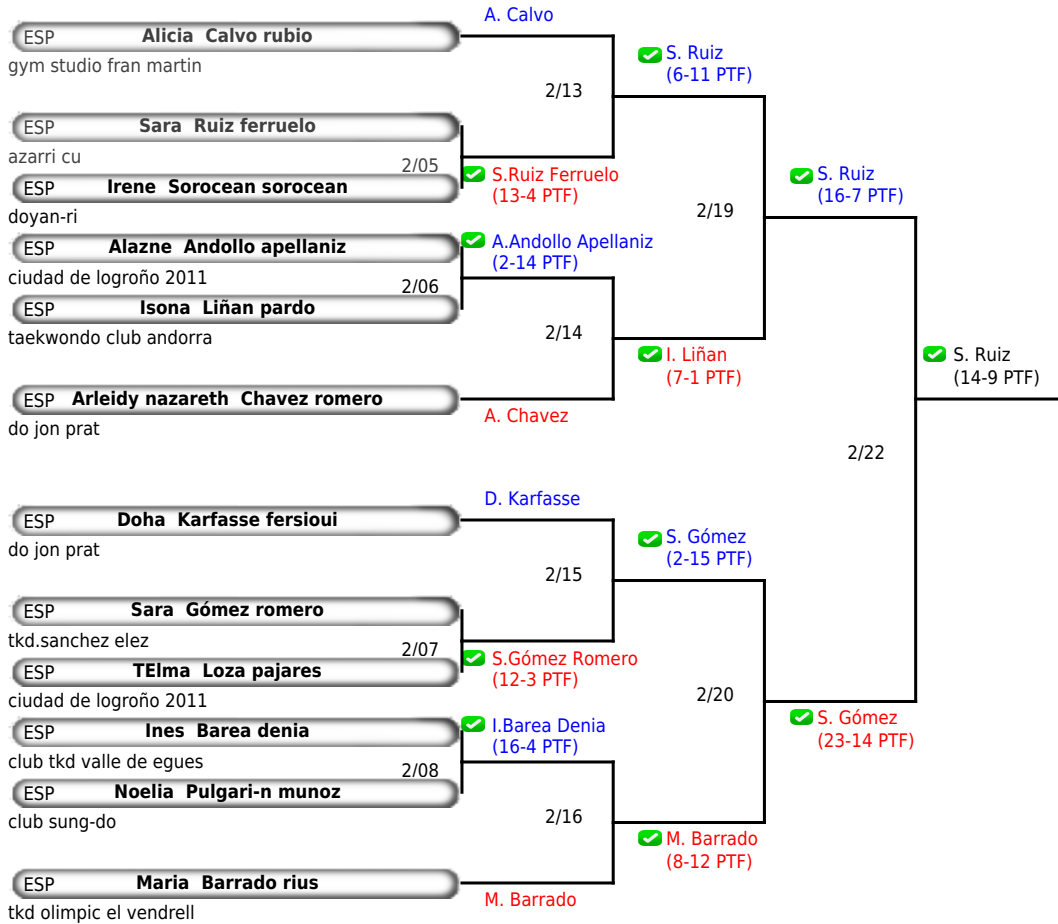 A. Calvo
ESP Alicia Calvo rubio
gym studio fran martin
S. Ruiz
(6-11 PTF)
2/13
ESP Sara Ruiz ferruelo
azarri cu
2/05
S.Ruiz Ferruelo
(13-4 PTF)
S. Ruiz
(16-7 PTF)
ESP Irene Sorocean sorocean
doyan-ri
2/19
ESP Alazne Andollo apellaniz
A.Andollo Apellaniz
(2-14 PTF)
ciudad de logroño 2011
2/06
ESP Isona Liñan pardo
taekwondo club andorra
2/14
I. Liñan
(7-1 PTF)
S. Ruiz
(14-9 PTF)
ESP Arleidy nazareth Chavez romero
do jon prat
A. Chavez
2/22
D. Karfasse
ESP Doha Karfasse fersioui
do jon prat
S. Gómez
(2-15 PTF)
2/15
ESP Sara Gómez romero
tkd.sanchez elez
2/07
S.Gómez Romero
(12-3 PTF)
ESP TElma Loza pajares
ciudad de logroño 2011
2/20
ESP Ines Barea denia
I.Barea Denia
(16-4 PTF)
S. Gómez
(23-14 PTF)
club tkd valle de egues
2/08
ESP Noelia Pulgari-n munoz
club sung-do
2/16
M. Barrado
(8-12 PTF)
ESP Maria Barrado rius
M. Barrado
tkd olimpic el vendrell